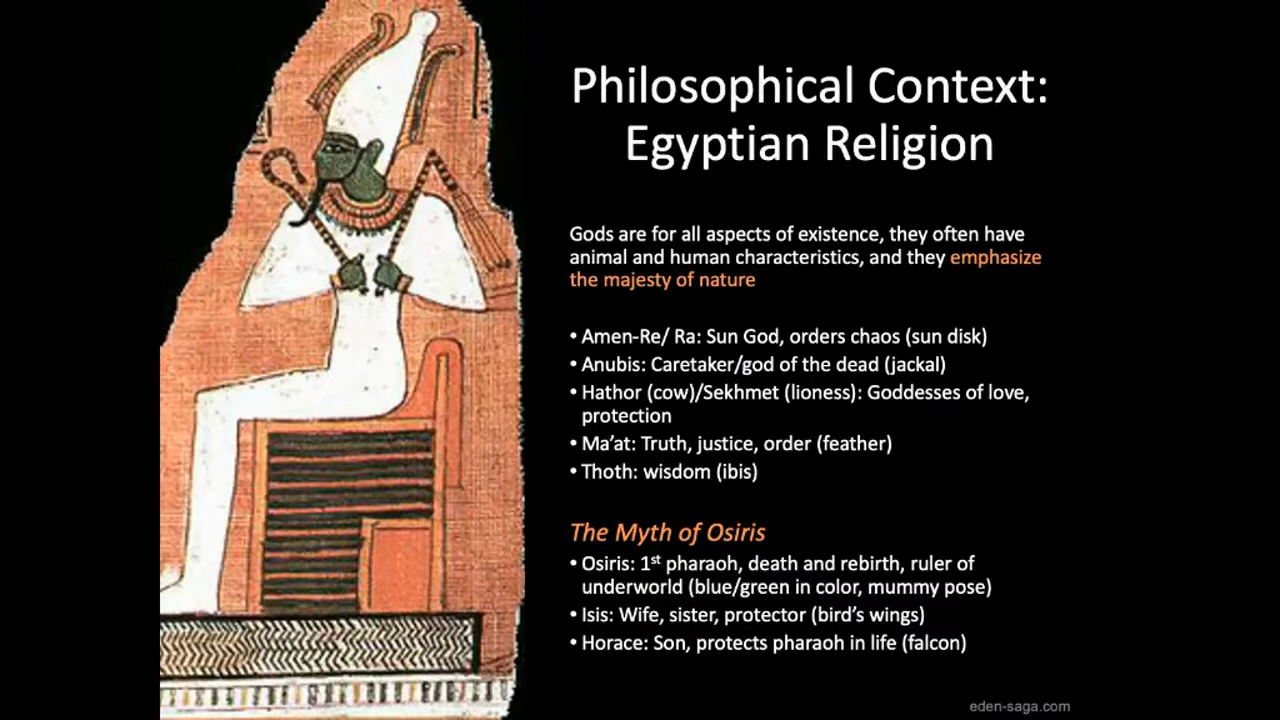 Philosophical Context:
Egyptian Religion
Gods are for all aspects of existence, they often have
animal and human characteristics, and they emphasize
the majesty of nature
• Amen-Re/ Ra: Sun God, orders chaos (sun disk)
• Anubis: Caretaker/god of the dead (jackal)
• Hathor (cow)/Sekhmet (lioness): Goddesses of love,
protection
• Ma’at: Truth, justice, order (feather)
• Thoth: wisdom (ibis)
The Myth of Osiris
• Osiris: 1st pharaoh, death and rebirth, ruler of
underworld (blue/green in color, mummy pose)
• Isis: Wife, sister, protector (bird’s wings)
• Horace: Son, protects pharaoh in life (falcon)
eden-saga.com